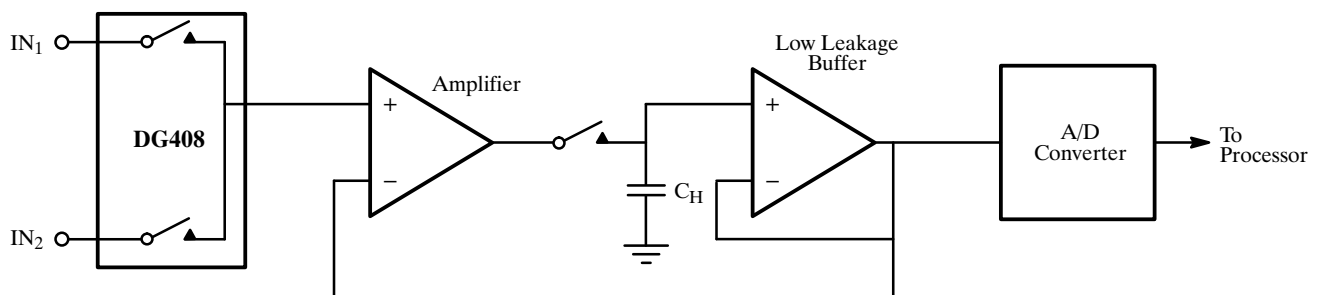 IN1
DG408
IN2
+
−
Amplifier
CH
Low Leakage
Buffer
+
−
A/D
Converter
To
Processor